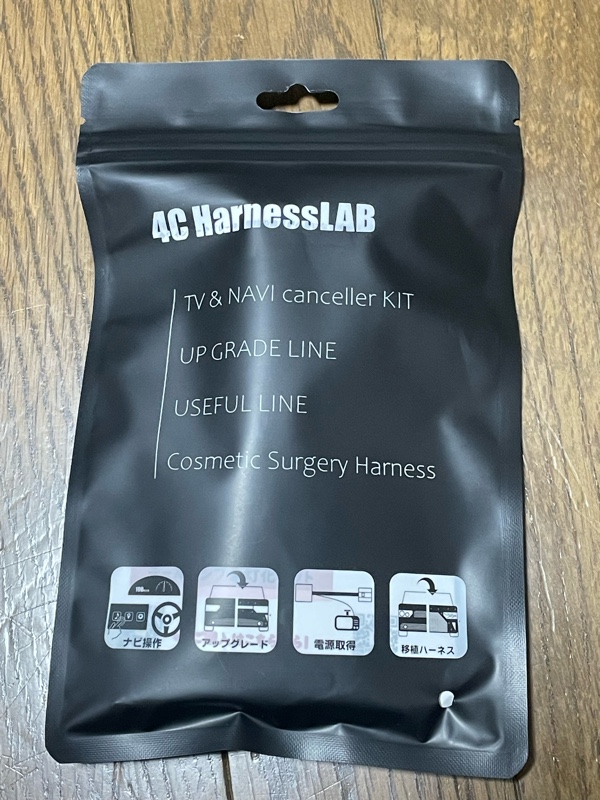 4C HarnessLAB
TV & NAVI canceller KIT
UP GRADE LINE
USEFUL LINE
Cosmetic Surgery Harness
ナビ操作
アップグレード
電源取得
移植ハーネス